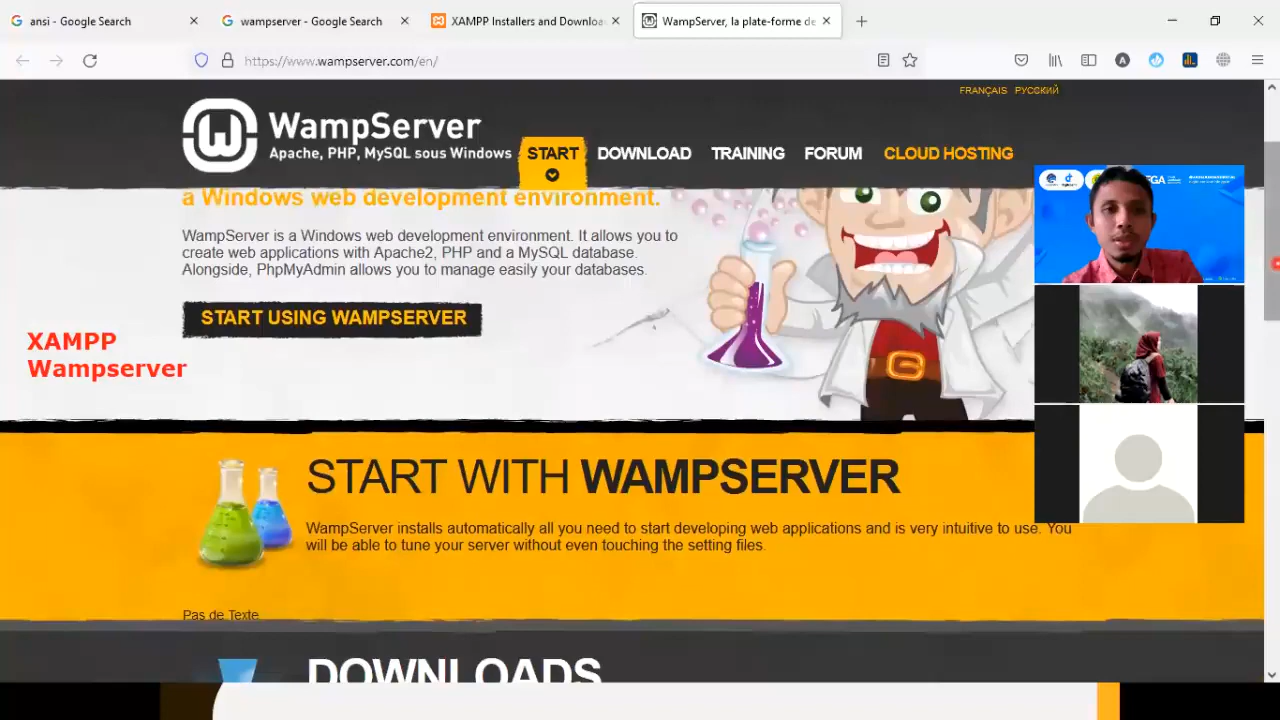 ansi - Google Search
wampserver - Google Search
XAMPP Installers and Downloa
WampServer, la plate-forme de
https://www.wampserver.com/en/
A
FRANÇAIS РУССКИЙ
W
WampServer
Apache, PHP, MySQL sous Windows
START DOWNLOAD TRAINING FORUM CLOUD HOSTING
a Windows web development environment.
WampServer is a Windows web development environment. It allows you to
create web applications with Apache2, PHP and a MySQL database.
Alongside, PhpMyAdmin allows you to manage easily your databases.
START USING WAMPSERVER
XAMPP
Wampserver
START WITH WAMPSERVER
WampServer installs automatically all you need to start developing web applications and is very intuitive to use. You
will be able to tune your server without even touching the setting files.
Pas de Texte
DOWNLOADS